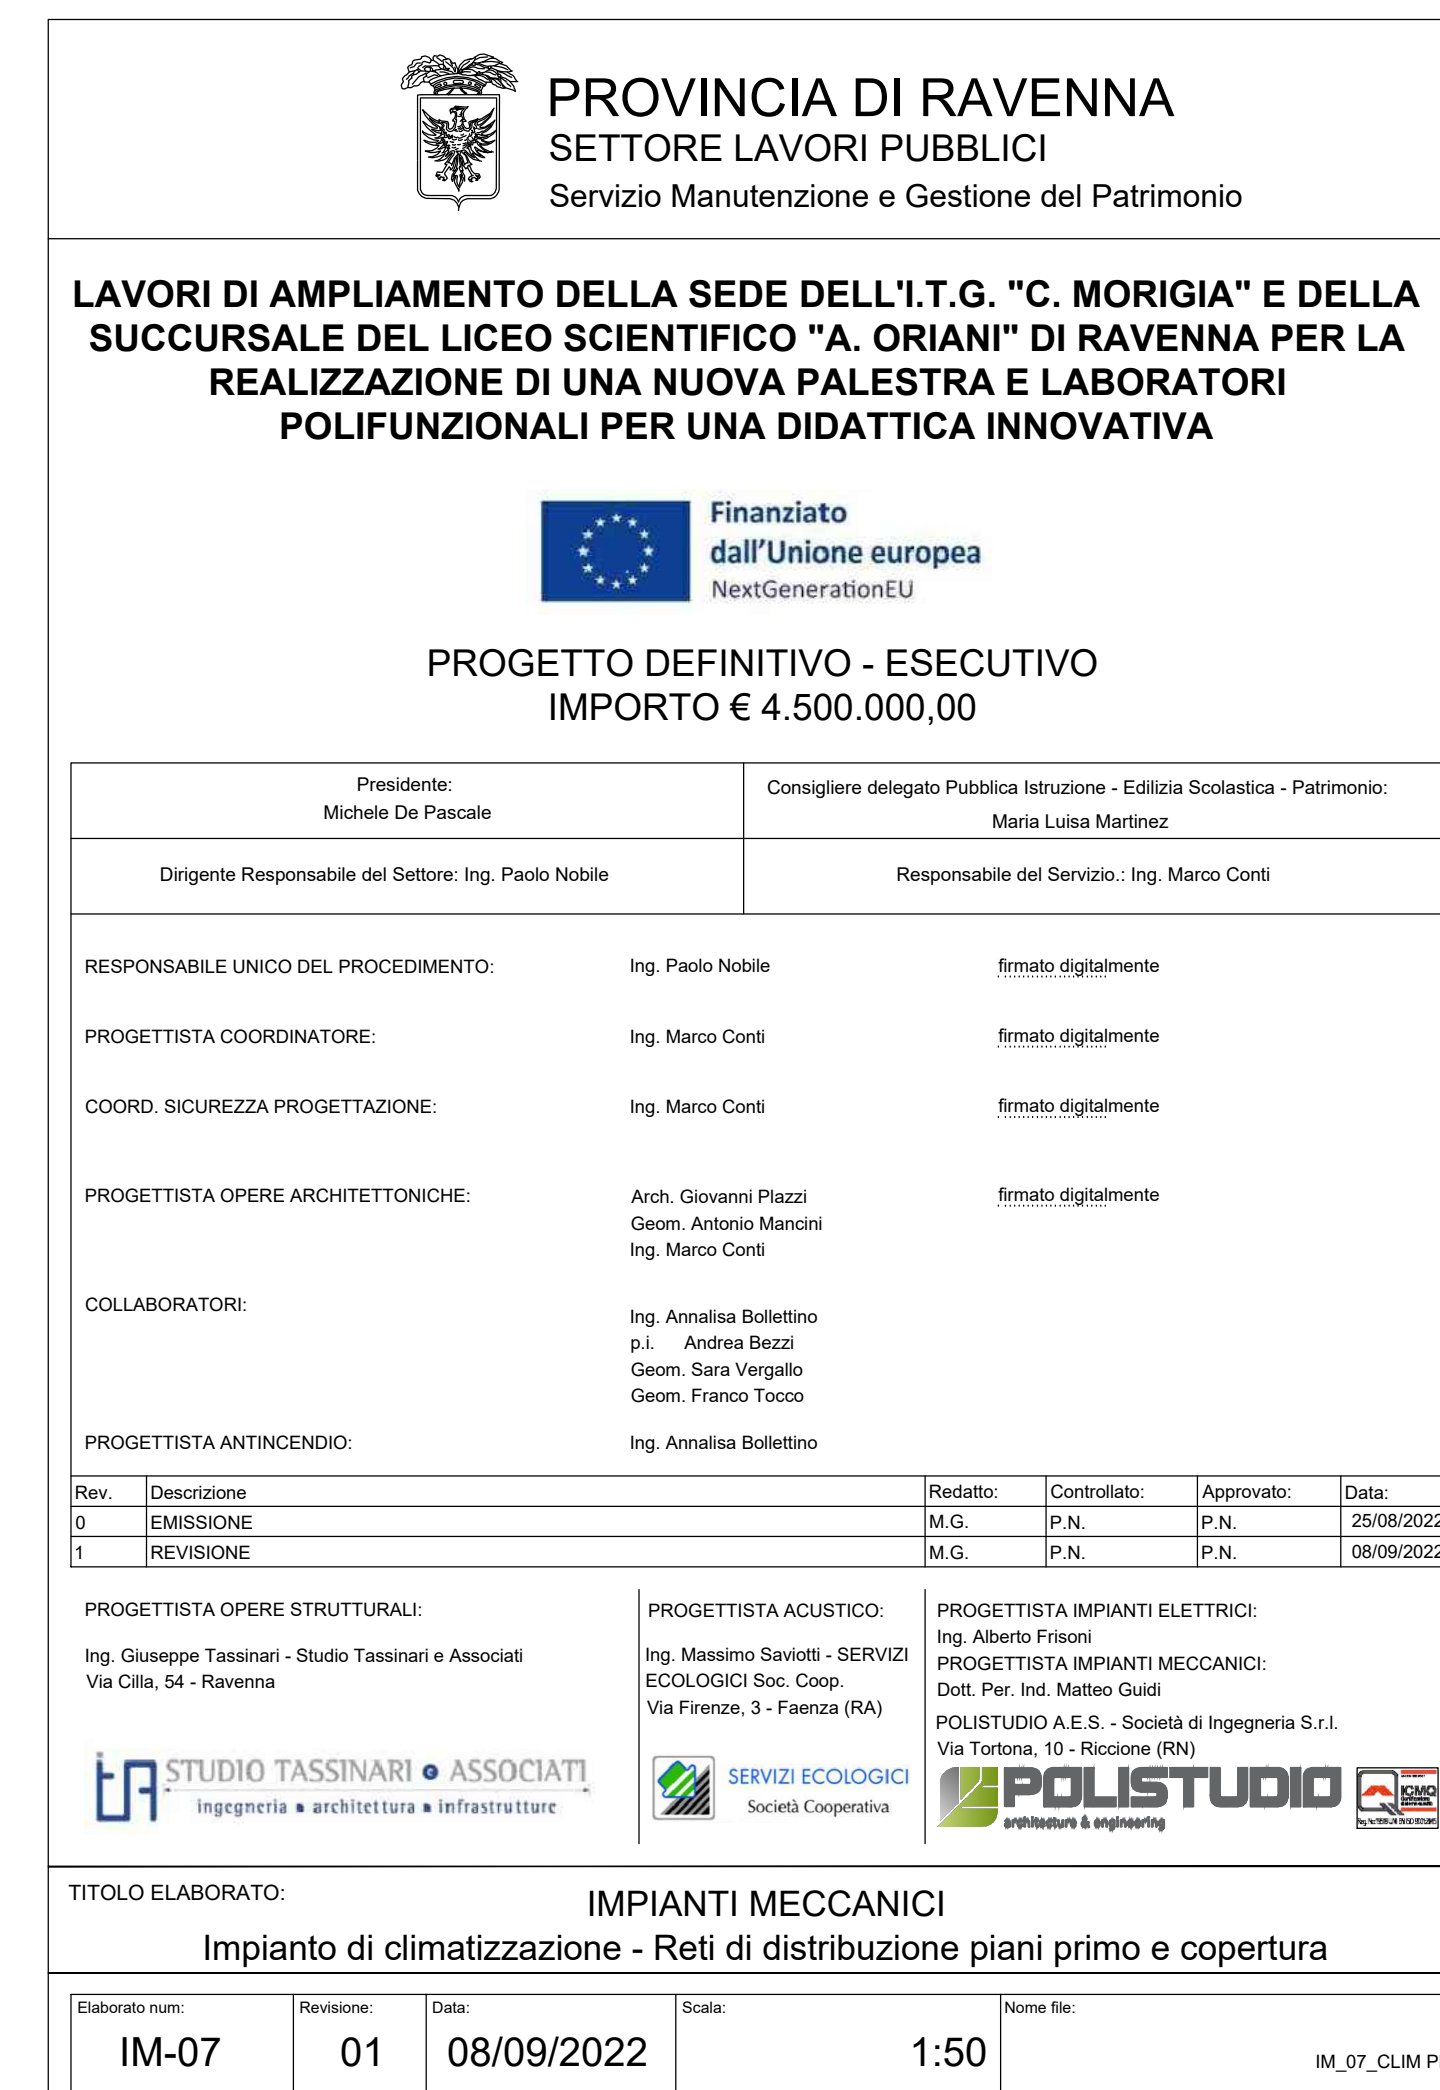 PROVINCIA DI RAVENNA
SETTORE LAVORI PUBBLICI
Servizio Manutenzione e Gestione del Patrimonio
LAVORI DI AMPLIAMENTO DELLA SEDE DELL'I.T.G. "C. MORIGIA" E DELLA
SUCCURSALE DEL LICEO SCIENTIFICO "A. ORIANI" DI RAVENNA PER LA
REALIZZAZIONE DI UNA NUOVA PALESTRA E LABORATORI
POLIFUNZIONALI PER UNA DIDATTICA INNOVATIVA
Finanziato
dall'Unione europea
NextGenerationEU
PROGETTO DEFINITIVO - ESECUTIVO
IMPORTO € 4.500.000,00
Presidente:
Michele De Pascale
Consigliere delegato Pubblica Istruzione - Edilizia Scolastica - Patrimonio:
Maria Luisa Martinez
Dirigente Responsabile del Settore: Ing. Paolo Nobile
Responsabile del Servizio.: Ing. Marco Conti
RESPONSABILE UNICO DEL PROCEDIMENTO: Ing. Paolo Nobile firmato digitalmente
PROGETTISTA COORDINATORE: Ing. Marco Conti firmato digitalmente
COORD. SICUREZZA PROGETTAZIONE: Ing. Marco Conti firmato digitalmente
PROGETTISTA OPERE ARCHITETTONICHE: Arch. Giovanni Plazzi firmato digitalmente
Geom. Antonio Mancini
Ing. Marco Conti
COLLABORATORI:
Ing. Annalisa Bollettino
p.i. Andrea Bezzi
Geom. Sara Vergallo
Geom. Franco Tocco
PROGETTISTA ANTINCENDIO: Ing. Annalisa Bollettino
Rev. Descrizione Redatto: Controllato: Approvato: Data:
0 EMISSIONE M.G. P.N. P.N. 25/08/2022
1 REVISIONE M.G. P.N. P.N. 08/09/2022
PROGETTISTA OPERE STRUTTURALI:
Ing. Giuseppe Tassinari - Studio Tassinari e Associati
Via Cilla, 54 - Ravenna
STUDIO TASSINARI e ASSOCIATI
ingegneria architettura infrastrutture
PROGETTISTA ACUSTICO:
Ing. Massimo Saviotti - SERVIZI
ECOLOGICI Soc. Coop.
Via Firenze, 3 - Faenza (RA)
SERVIZI ECOLOGICI
Società Cooperativa
PROGETTISTA IMPIANTI ELETTRICI:
Ing. Alberto Frisoni
PROGETTISTA IMPIANTI MECCANICI:
Dott. Per. Ind. Matteo Guidi
POLISTUDIO A.E.S. - Società di Ingegneria S.r.l.
Via Tortona, 10 - Riccione (RN)
POLISTUDIO
architecture & engineering
ICMQ
TITOLO ELABORATO:
IMPIANTI MECCANICI
Impianto di climatizzazione - Reti di distribuzione piani primo e copertura
Elaborato num: Revisione: Data: Scala: Nome file:
IM-07 01 08/09/2022 1:50 IM_07_CLIM P